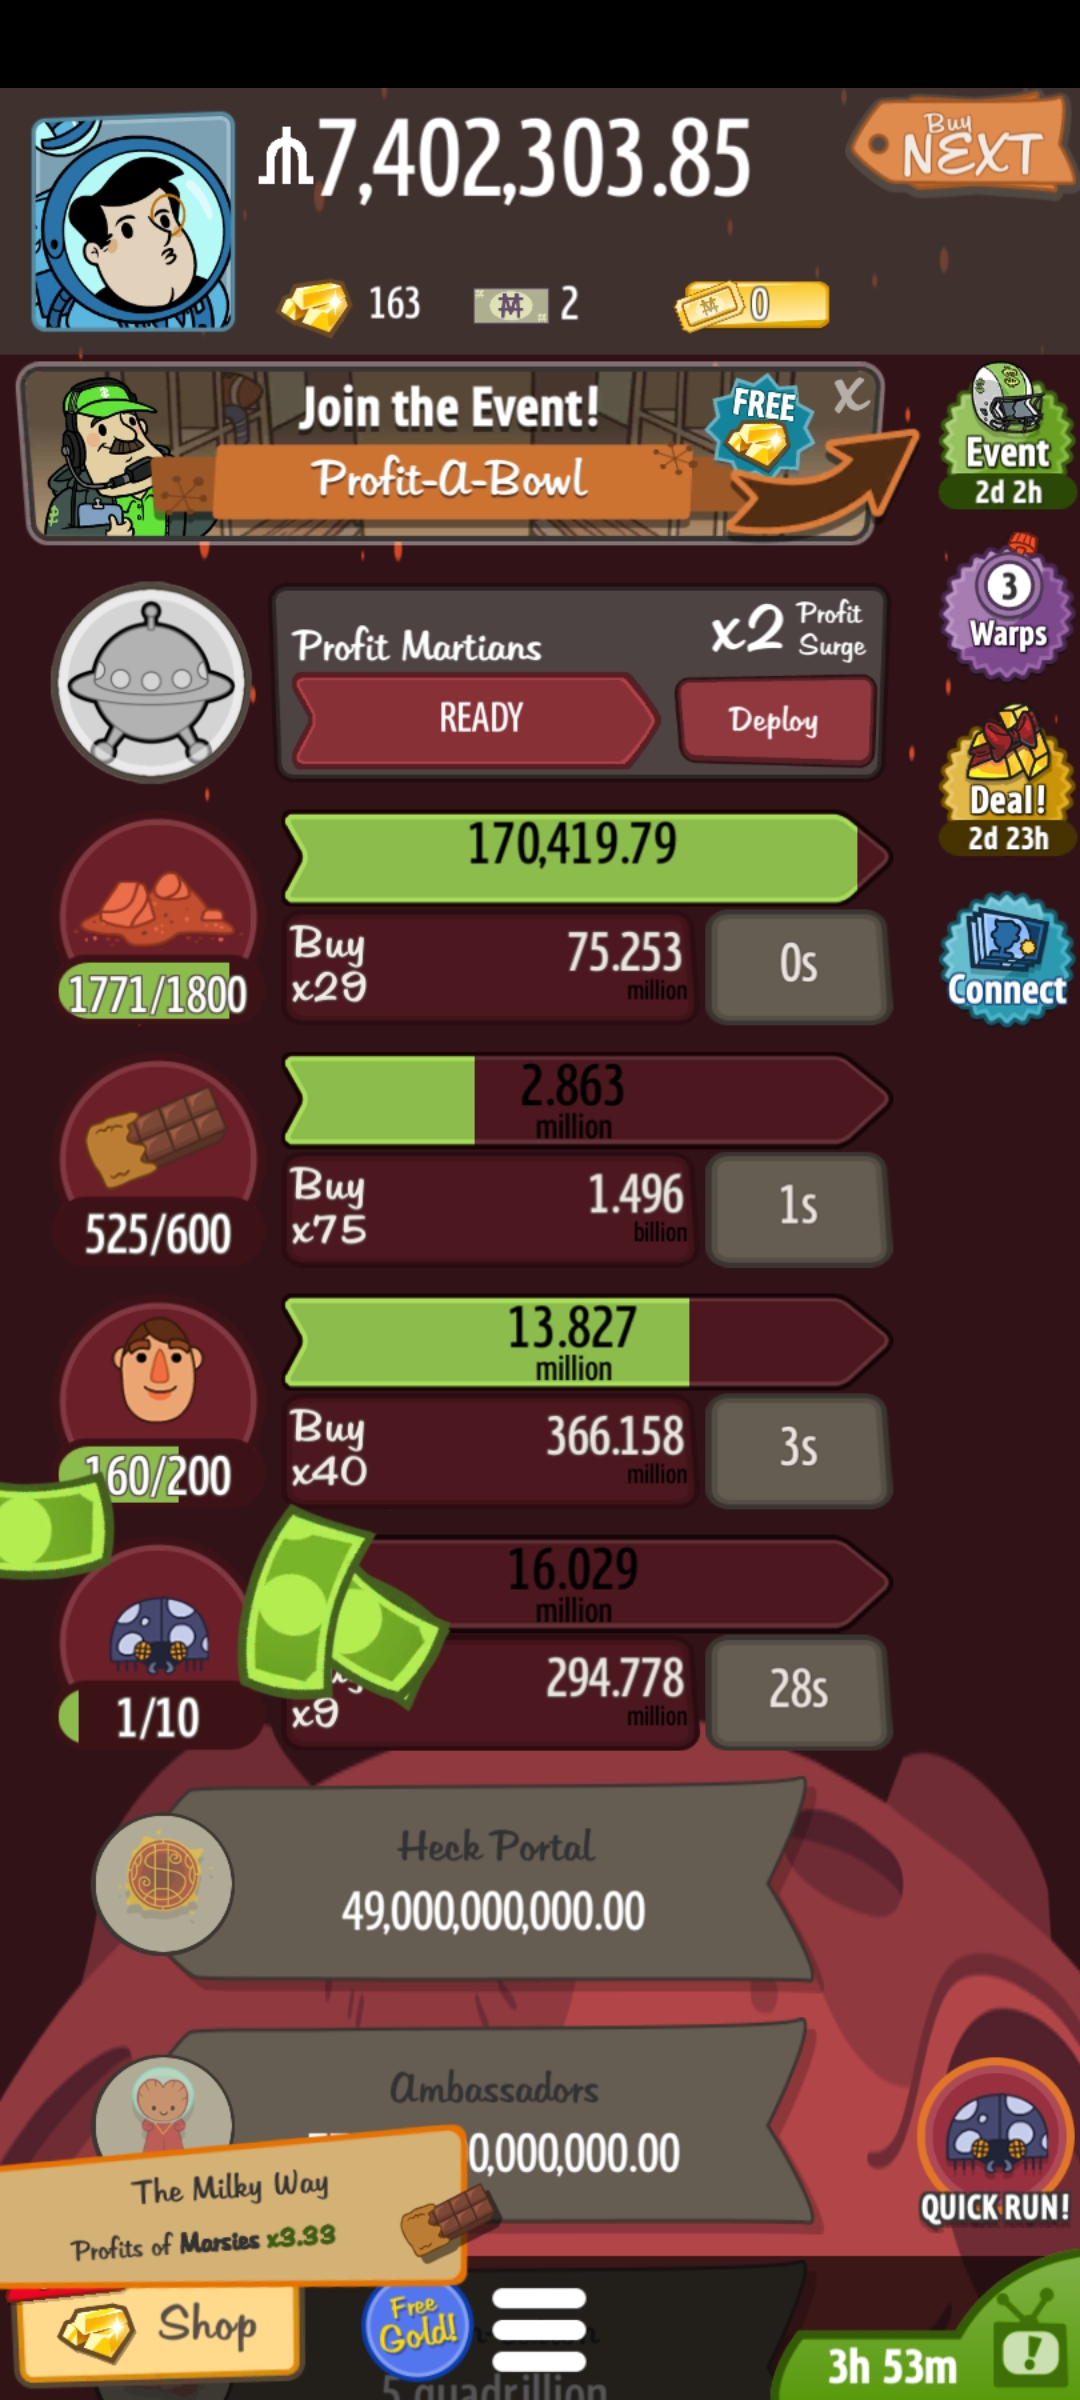 7,402,303.85
Buy
NEXT
163
2
0
Join the Event!
FREE
X
Profit-A-Bowl
Event
2d 2h
3
Warps
Profit Martians
x2 Profit
Surge
READY
Deploy
Deal!
2d 23h
170,419.79
1771/1800
Buy
x29
75.253
million
0s
Connect
2.863
million
525/600
Buy
x75
1.496
billion
1s
13.827
million
160/200
Buy
x40
366.158
million
3s
16.029
million
1/10
x9
294.778
million
28s
Heck Portal
49,000,000,000.00
Ambassadors
0,000,000.00
The Milky Way
Profits of Marsies x3.33
QUICK RUN!
Shop
Free
Gold!
3h 53m
5 quadrillion